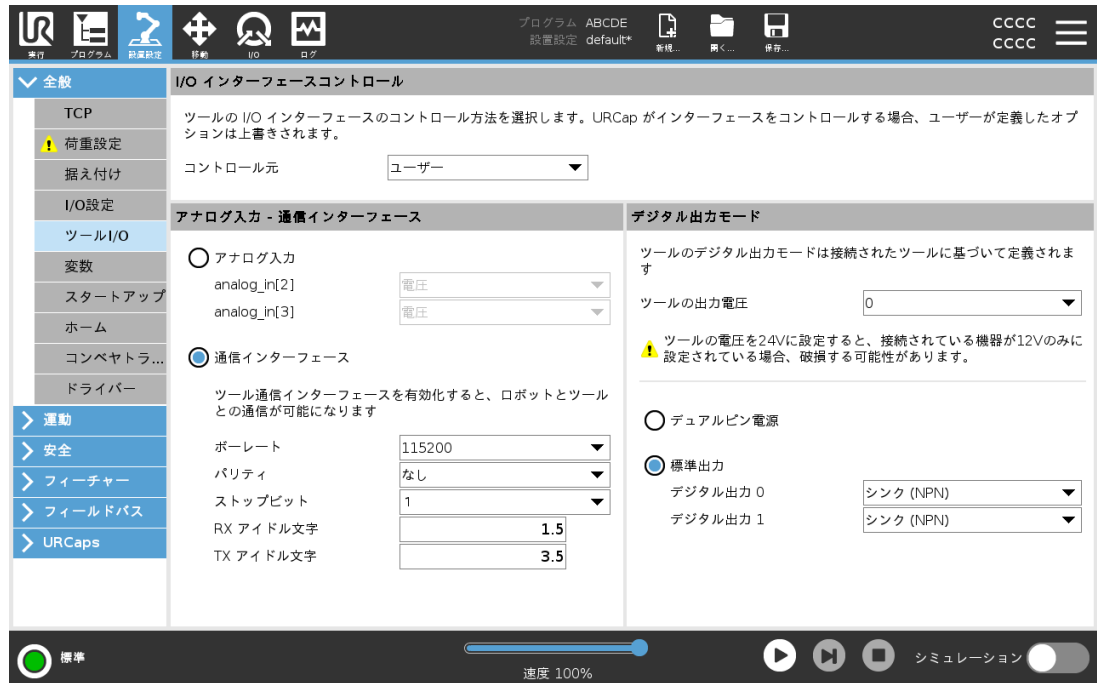 UR
実行
プログラム
設置設定
移動
I/O
ログ
プログラム ABCDE
設置設定 default*
新規...
開く...
保存...
CCCC
CCCC
全般
TCP
荷重設定
据え付け
I/O設定
ツールI/O
変数
スタートアップ
ホーム
コンベヤトラ...
ドライバー
運動
安全
フィーチャー
フィールドバス
URCaps
I/O インターフェースコントロール
ツールの I/O インターフェースのコントロール方法を選択します。URCap がインターフェースをコントロールする場合、ユーザーが定義したオプ
ションは上書きされます。
コントロール元 ユーザー
アナログ入力 - 通信インターフェース
アナログ入力
analog_in[2] 電圧
analog_in[3] 電圧
通信インターフェース
ツール通信インターフェースを有効化すると、ロボットとツール
との通信が可能になります
ボーレート 115200
パリティ なし
ストップビット 1
RX アイドル文字 1.5
TX アイドル文字 3.5
デジタル出力モード
ツールのデジタル出力モードは接続されたツールに基づいて定義されま
す
ツールの出力電圧 0
ツールの電圧を24Vに設定すると、接続されている機器が12Vのみに
設定されている場合、破損する可能性があります。
デュアルピン電源
標準出力
デジタル出力 0 シンク (NPN)
デジタル出力 1 シンク (NPN)
標準
速度 100%
シミュレーション